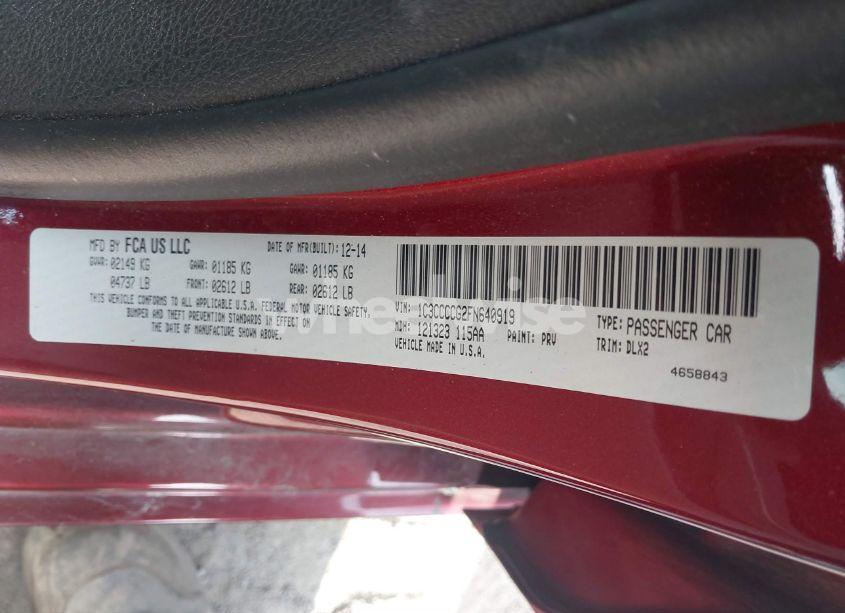 MFD BY FCA US LLC DATE OF MFR(BUILT): 12-14
GVWR: 02149 KG GAWR: 01185 KG GAWR: 01185 KG
04737 LB FRONT: 02612 LB REAR: 02612 LB
THIS VEHICLE CONFORMS TO ALL APPLICABLE U.S.A. FEDERAL MOTOR VEHICLE SAFETY,
BUMPER AND THEFT PREVENTION STANDARDS IN EFFECT ON
THE DATE OF MANUFACTURE SHOWN ABOVE.
VIN: 1C3CCCCG2FN640919 TYPE: PASSENGER CAR
MDH: 121323 115AA PAINT: PRV TRIM: DLX2
VEHICLE MADE IN U.S.A.
4658843